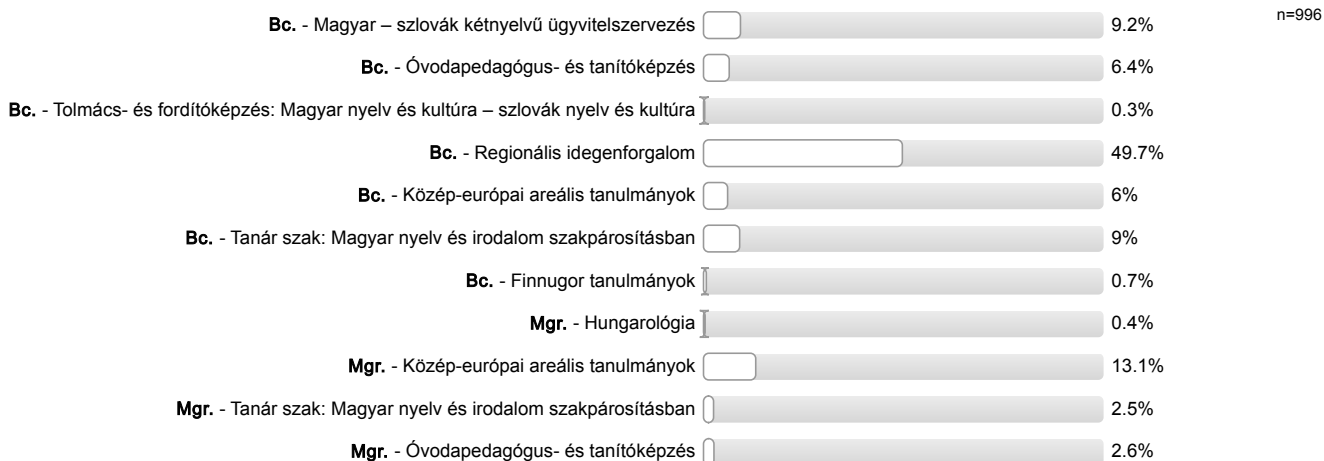 n=996
Bc. - Magyar – szlovák kétnyelvű ügyvitelszervezés 9.2%
Bc. - Óvodapedagógus- és tanítóképzés 6.4%
Bc. - Tolmács- és fordítóképzés: Magyar nyelv és kultúra – szlovák nyelv és kultúra 0.3%
Bc. - Regionális idegenforgalom 49.7%
Bc. - Közép-európai areális tanulmányok 6%
Bc. - Tanár szak: Magyar nyelv és irodalom szakpárosításban 9%
Bc. - Finnugor tanulmányok 0.7%
Mgr. - Hungarológia 0.4%
Mgr. - Közép-európai areális tanulmányok 13.1%
Mgr. - Tanár szak: Magyar nyelv és irodalom szakpárosításban 2.5%
Mgr. - Óvodapedagógus- és tanítóképzés 2.6%